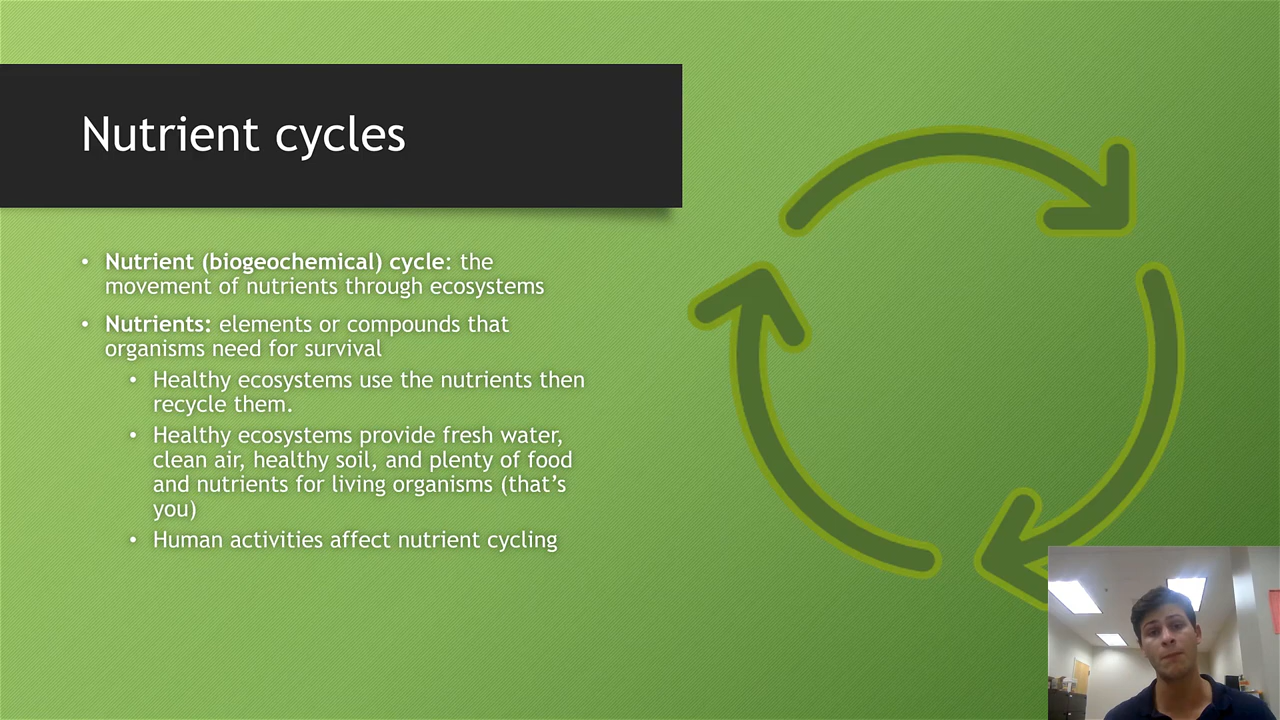 Nutrient cycles
• Nutrient (biogeochemical) cycle: the
movement of nutrients through ecosystems
• Nutrients: elements or compounds that
organisms need for survival
• Healthy ecosystems use the nutrients then
recycle them.
• Healthy ecosystems provide fresh water,
clean air, healthy soil, and plenty of food
and nutrients for living organisms (that’s
you)
• Human activities affect nutrient cycling